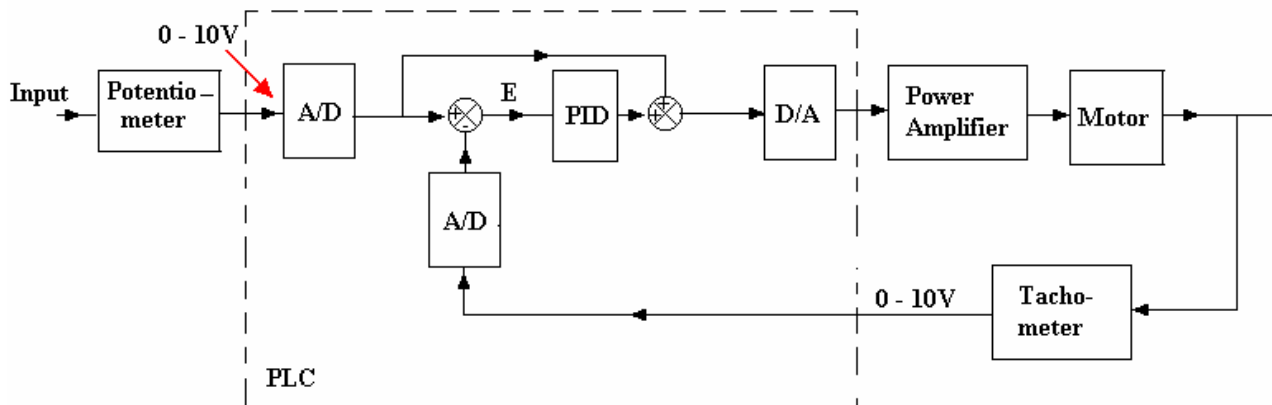 0 - 10V
Input
Potentio–
meter
A/D
+
-
E
PID
+
+
D/A
Power
Amplifier
Motor
A/D
0 - 10V
Tacho-
meter
PLC